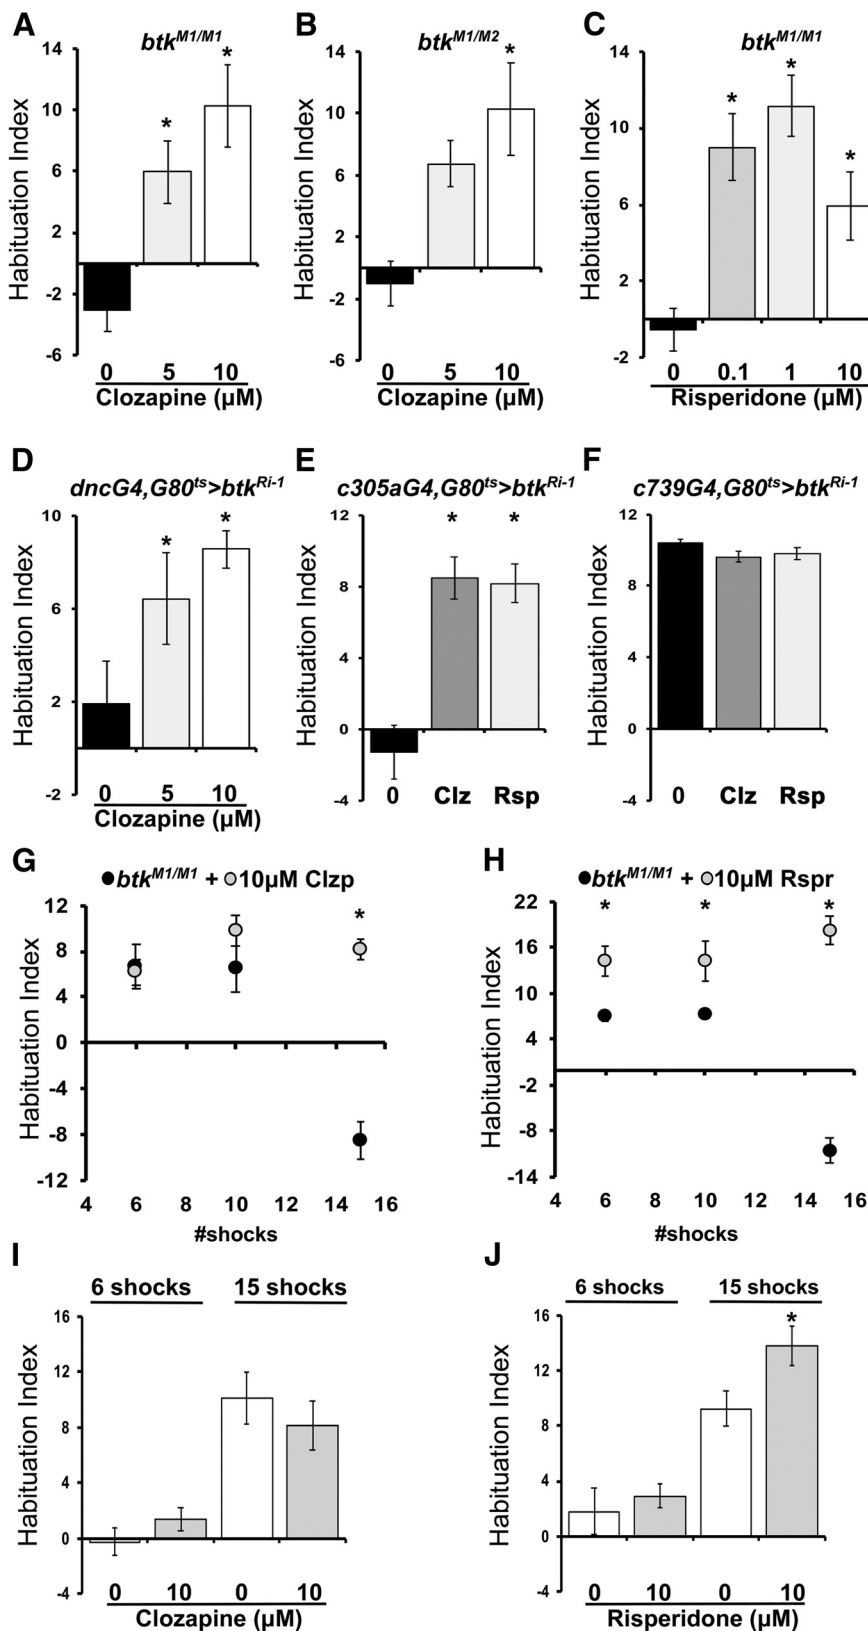 A
btkM1/M1
Habituation Index
14
10
6
2
-2
-6
*
*
0 5 10
Clozapine (μM)
B
btkM1/M2
Habituation Index
14
10
6
2
-2
-6
*
0 5 10
Clozapine (μM)
C
btkM1/M1
Habituation Index
14
10
6
2
-2
*
*
*
0 0.1 1 10
Risperidone (μM)
D
dncG4,G80ts>btkRi-1
Habituation Index
10
6
2
-2
*
*
0 5 10
Clozapine (μM)
E
c305aG4,G80ts>btkRi-1
Habituation Index
12
8
4
0
-4
*
*
0 Clz Rsp
F
c739G4,G80ts>btkRi-1
Habituation Index
12
8
4
0
-4
0 Clz Rsp
G
btkM1/M1 + 10μM Clzp
Habituation Index
12
8
4
0
-4
-8
-12
*
4 6 8 10 12 14 16
#shocks
H
btkM1/M1 + 10μM Rspr
Habituation Index
22
16
10
4
-2
-8
-14
*
*
*
4 6 8 10 12 14 16
#shocks
I
6 shocks 15 shocks
Habituation Index
16
12
8
4
0
-4
0 10 0 10
Clozapine (μM)
J
6 shocks 15 shocks
Habituation Index
16
12
8
4
0
-4
*
0 10 0 10
Risperidone (μM)